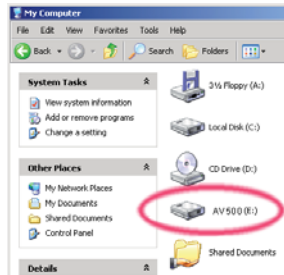 My Computer
File Edit View Favorites Tools Help
Back Search Folders
System Tasks
View system information
Add or remove programs
Change a setting
Other Places
My Network Places
My Documents
Shared Documents
Control Panel
Details
3½ Floppy (A:)
Local Disk (C:)
CD Drive (D:)
AV500 (E:)
Shared Documents